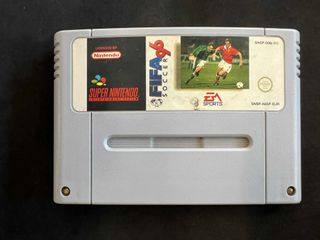 LICENSED BY
Nintendo
SUPER NINTENDO
ENTERTAINMENT SYSTEM
FIFA 96
SOCCER
EA
SPORTS